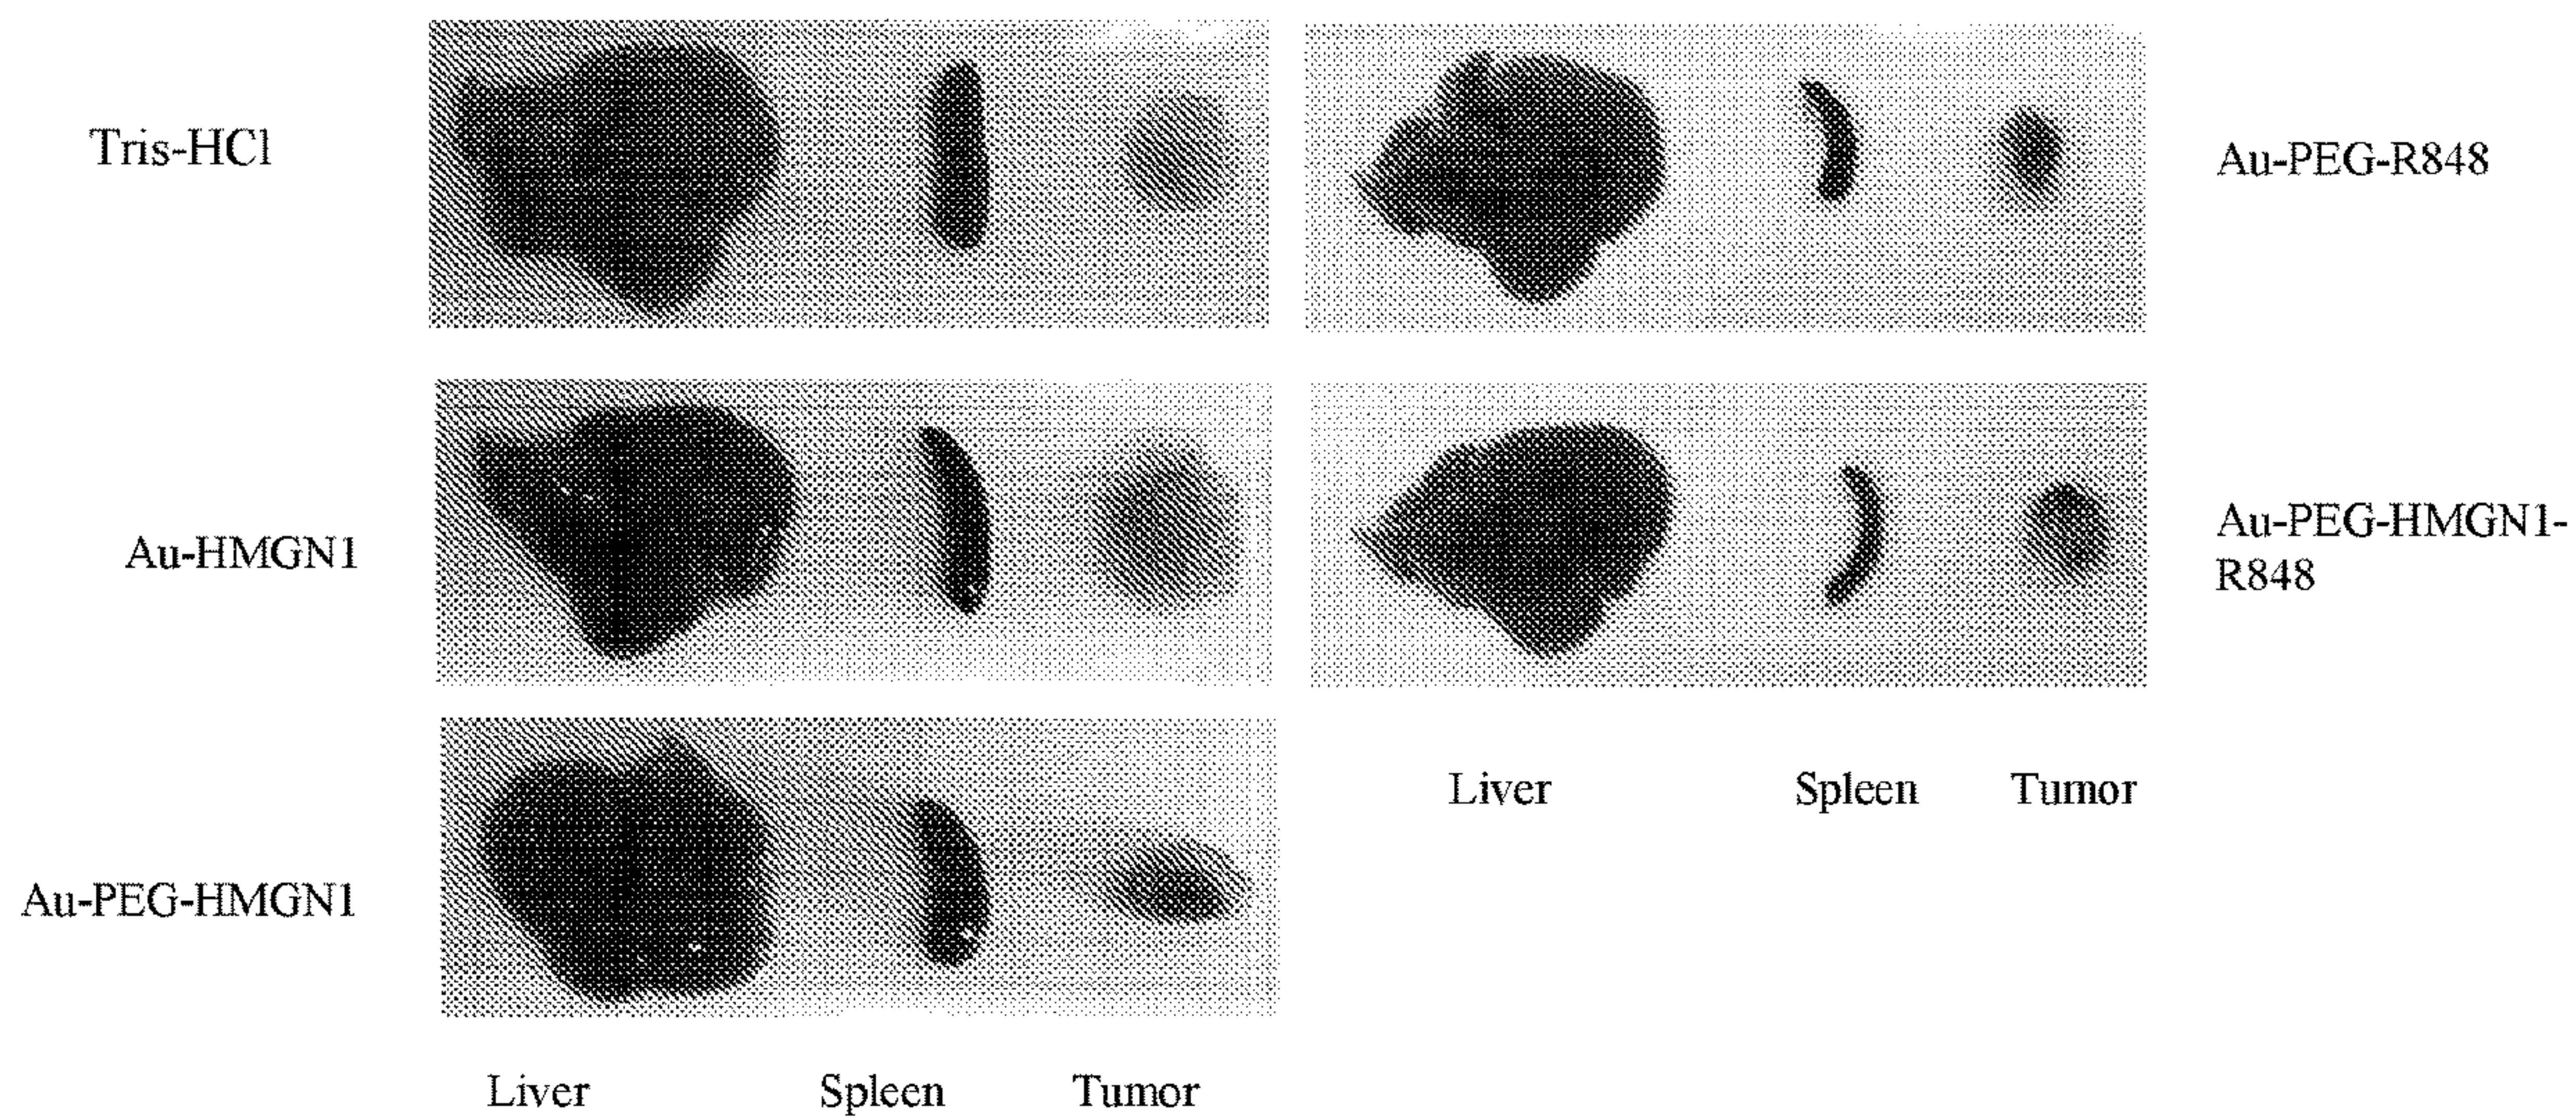 Tris-HCl
Au-PEG-R848
Au-HMGN1
Au-PEG-HMGN1-
R848
Au-PEG-HMGN1
Liver Spleen Tumor
Liver Spleen Tumor